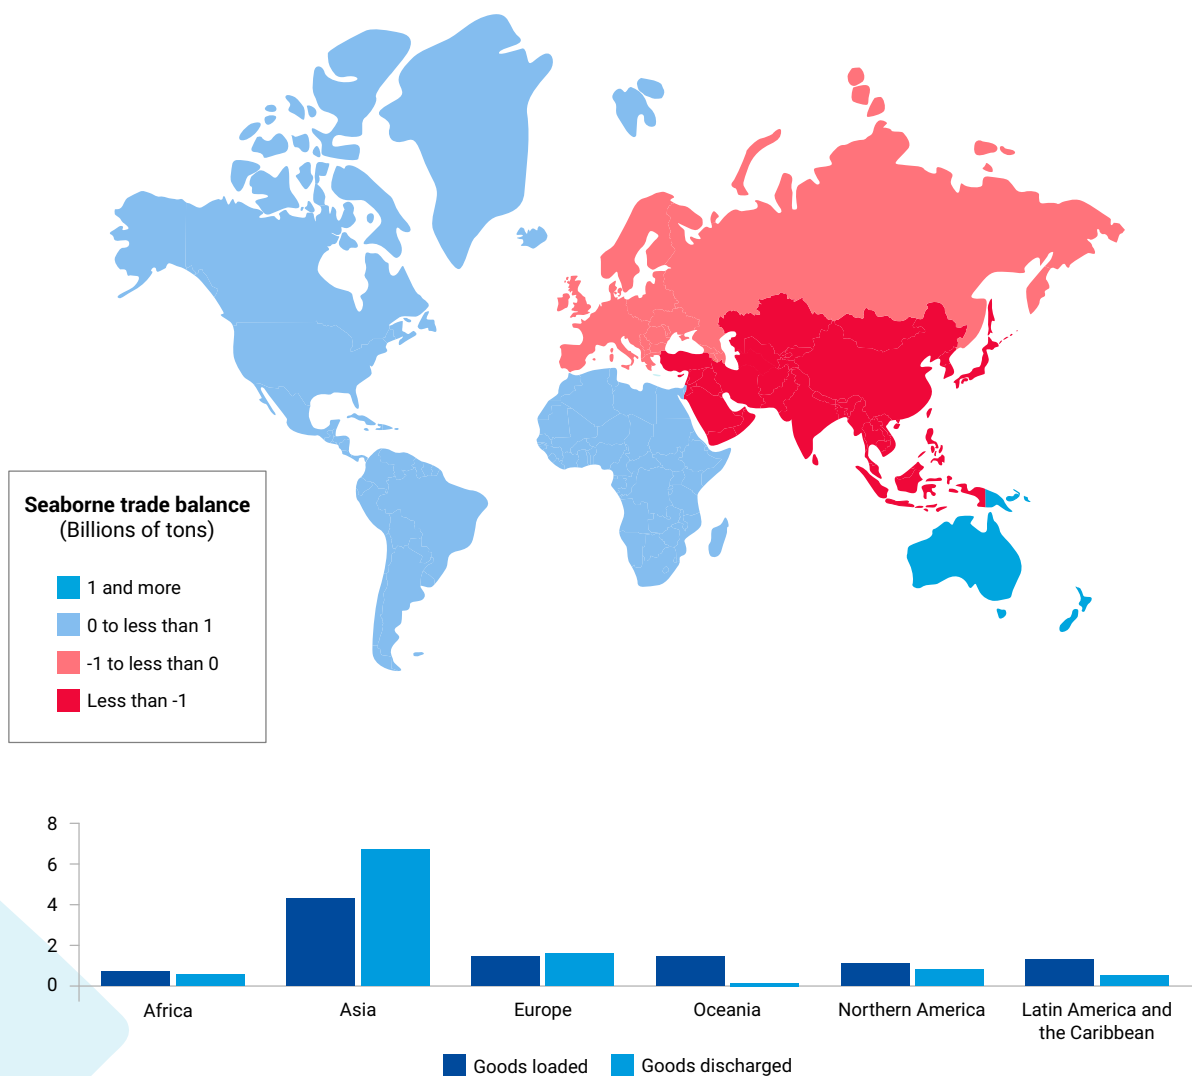 Seaborne trade balance
(Billions of tons)
1 and more
0 to less than 1
-1 to less than 0
Less than -1
8
6
4
2
0
Africa
Asia
Europe
Oceania
Northern America
Latin America and
the Caribbean
Goods loaded
Goods discharged